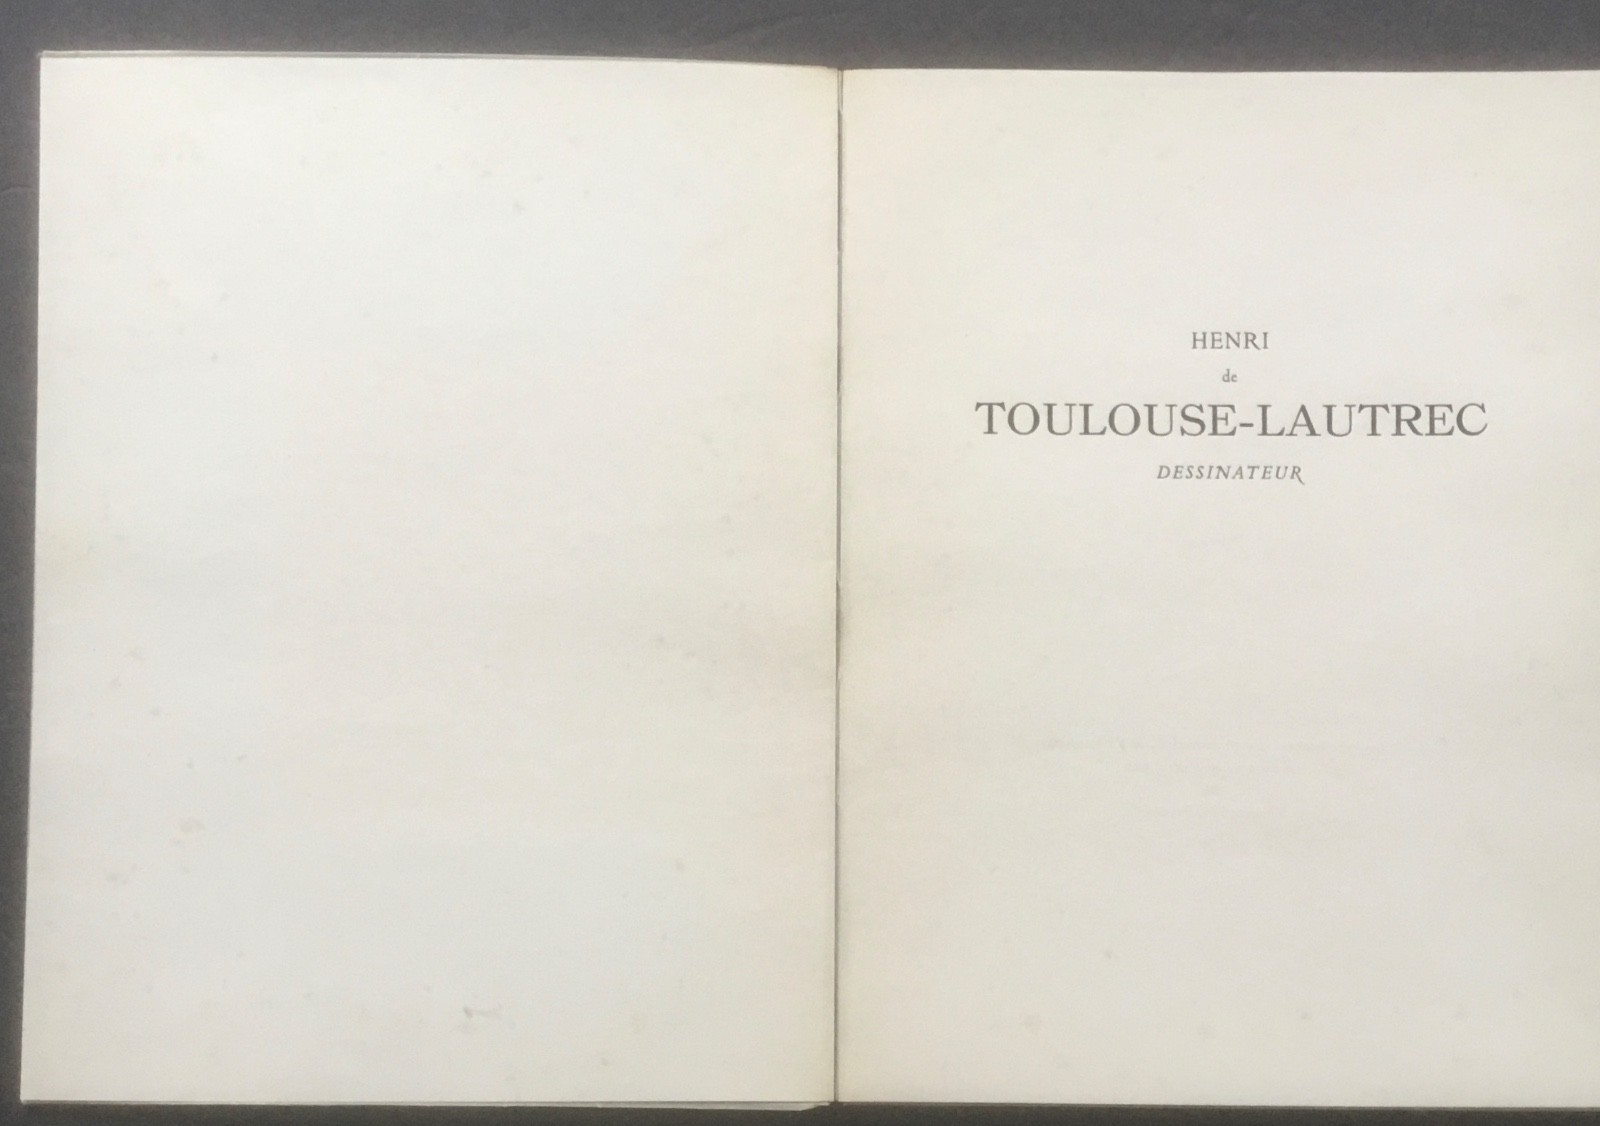 HENRI
de
TOULOUSE-LAUTREC
DESSINATEUR